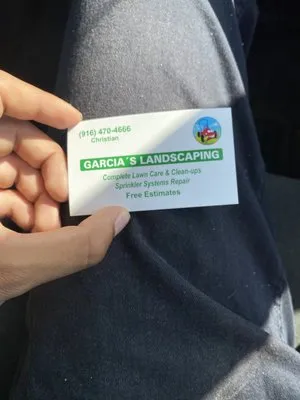 (916) 470-4666
Christian
GARCIA'S LANDSCAPING
Complete Lawn Care & Clean-ups
Sprinkler Systems Repair
Free Estimates